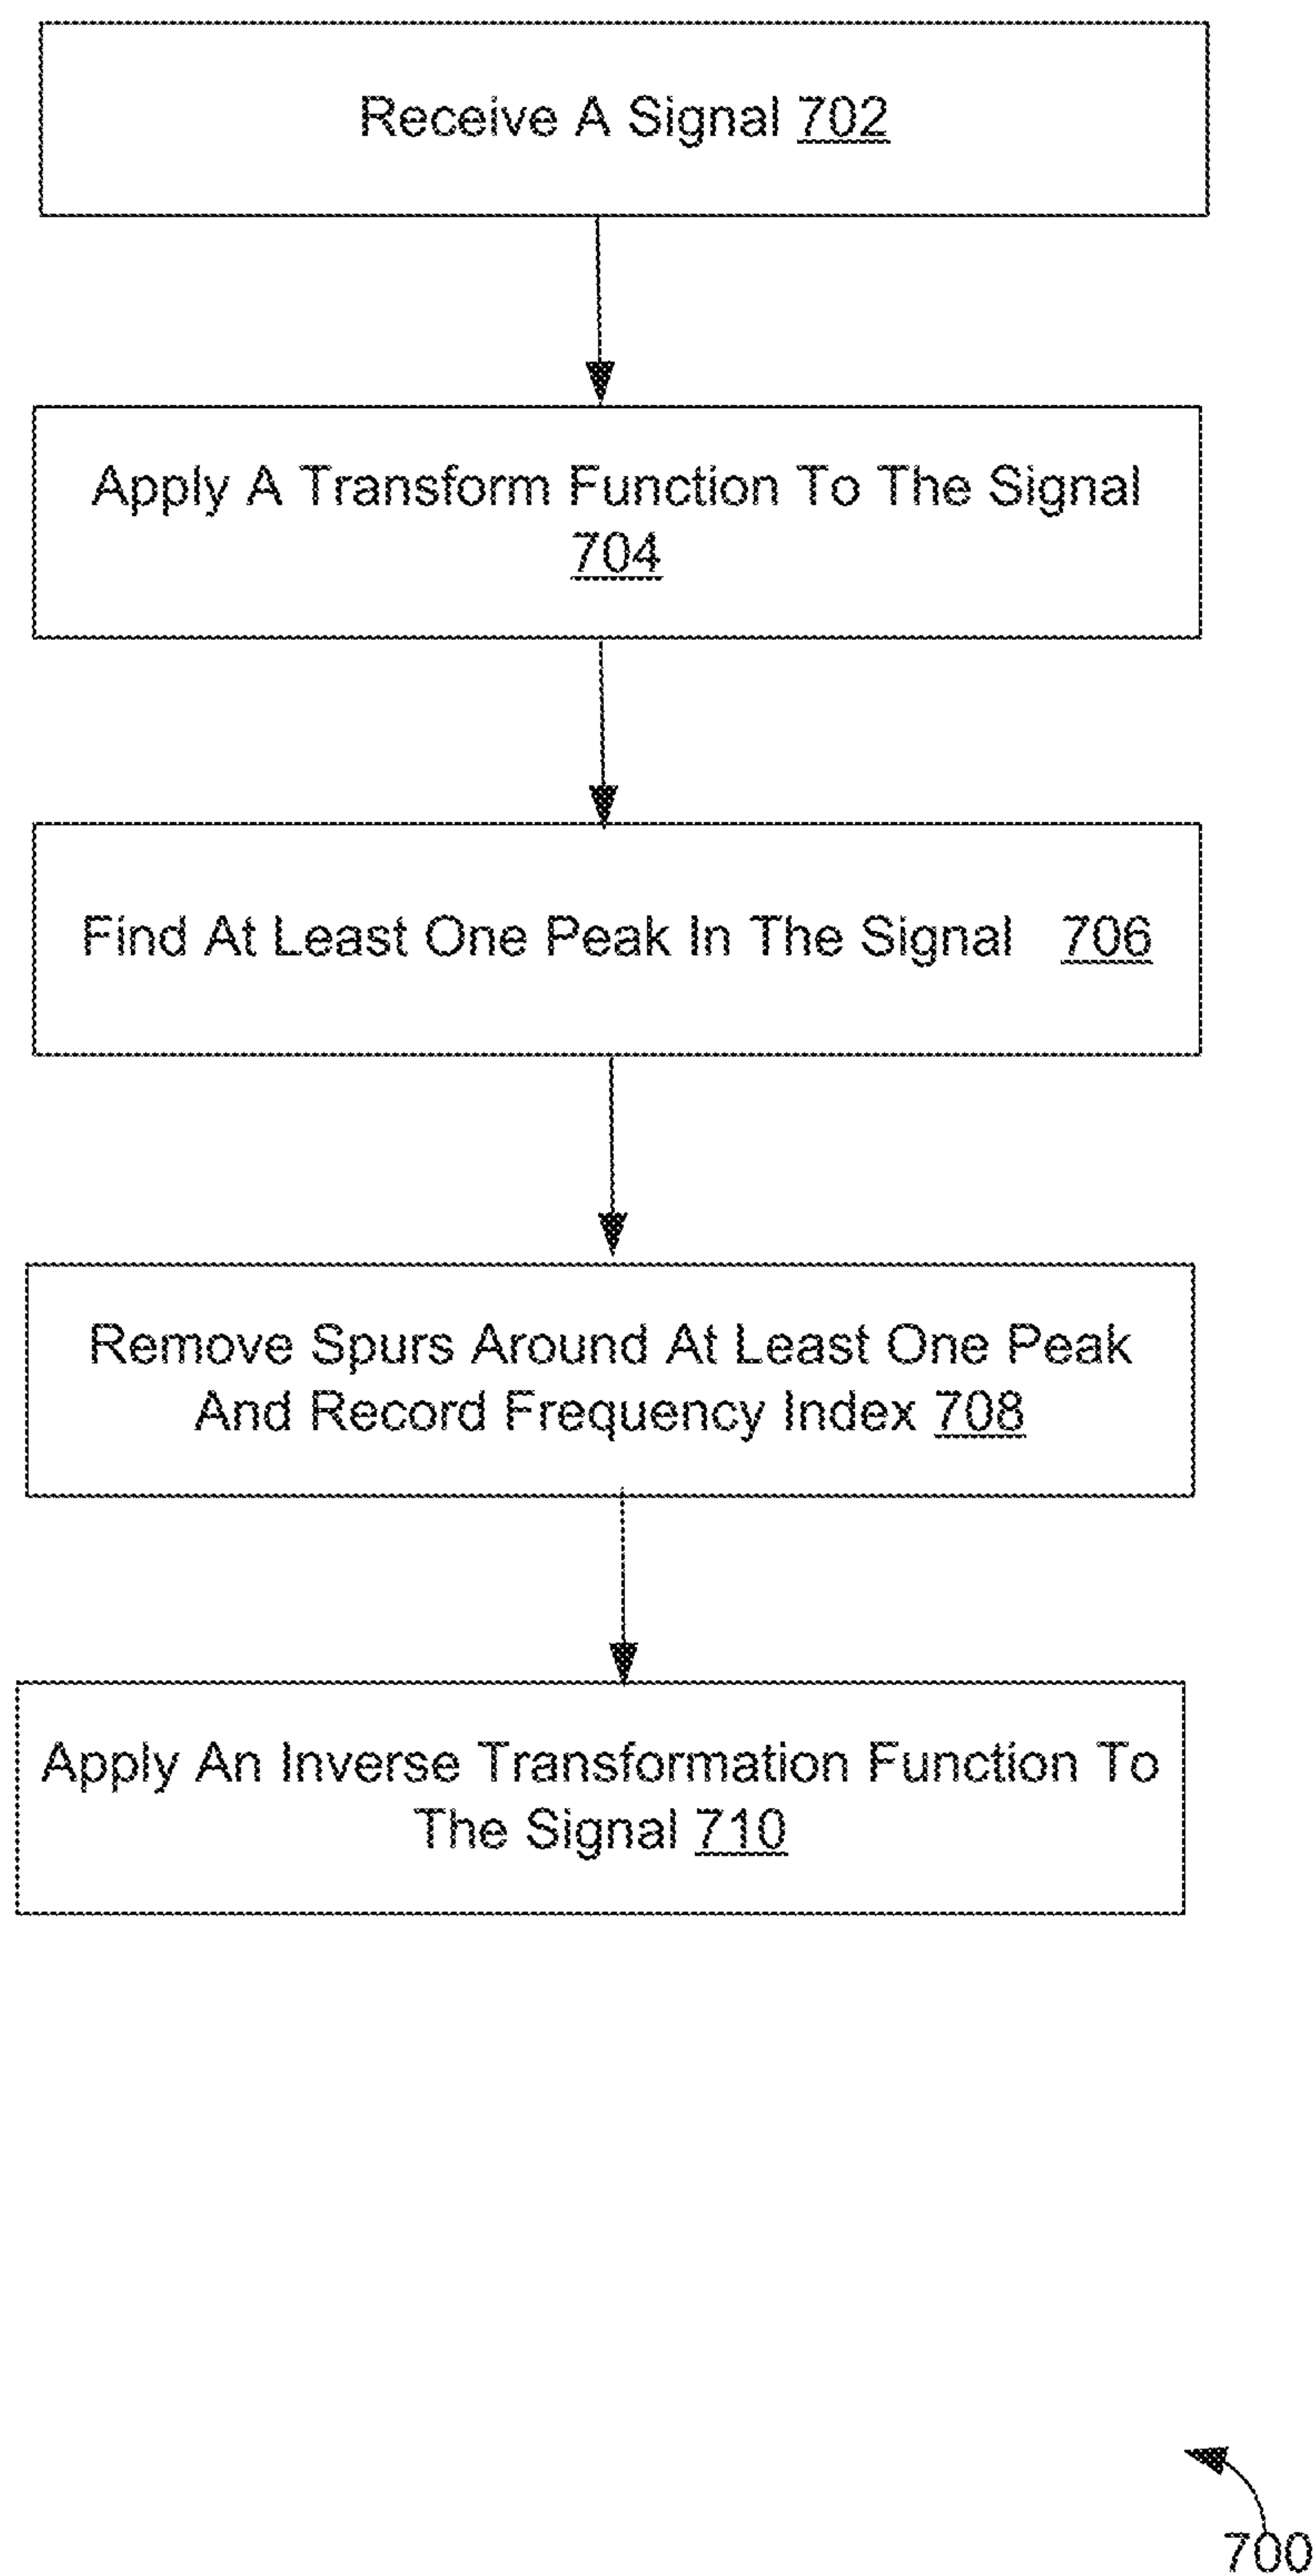 Receive A Signal 702
Apply A Transform Function To The Signal
704
Find At Least One Peak In The Signal 706
Remove Spurs Around At Least One Peak
And Record Frequency Index 708
Apply An Inverse Transformation Function To
The Signal 710
700